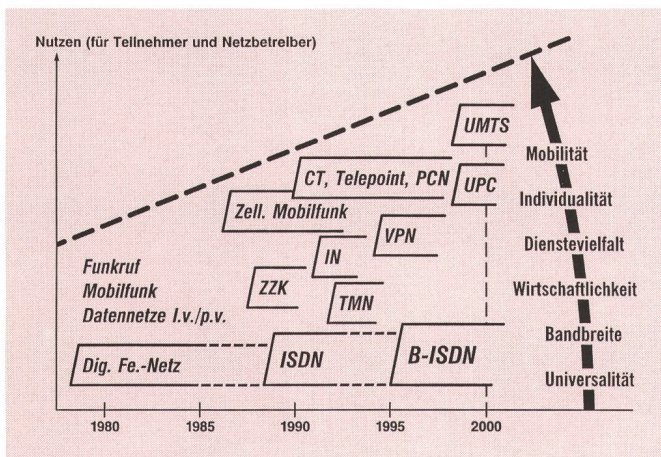 Nutzen (für Teilnehmer und Netzbetreiber)
UMTS
Mobilität
CT, Telepoint, PCN
UPC
Individualität
Zell. Mobilfunk
VPN
Dienstevielfalt
IN
Funkruf
Mobilfunk
Datennetze l.v./p.v.
ZZK
TMN
Wirtschaftlichkeit
Bandbreite
Dig. Fe.-Netz
ISDN
B-ISDN
Universalität
1980
1985
1990
1995
2000